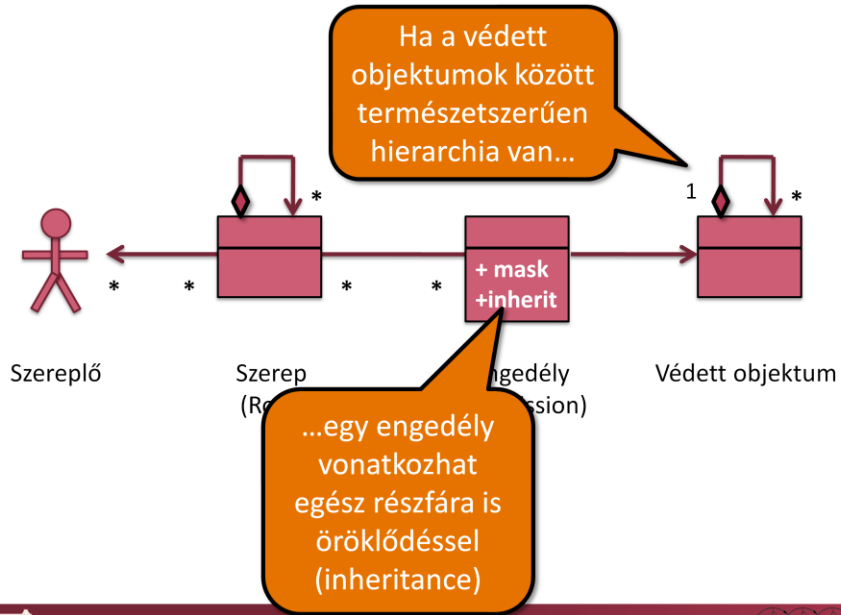 Ha a védett
objektumok között
természetszerűen
hierarchia van...
*
1
*
+ mask
+inherit
*
*
*
*
Szereplő
Szerep
Védett objektum
...egy engedély
vonatkozhat
egész részfára is
öröklődéssel
(inheritance)